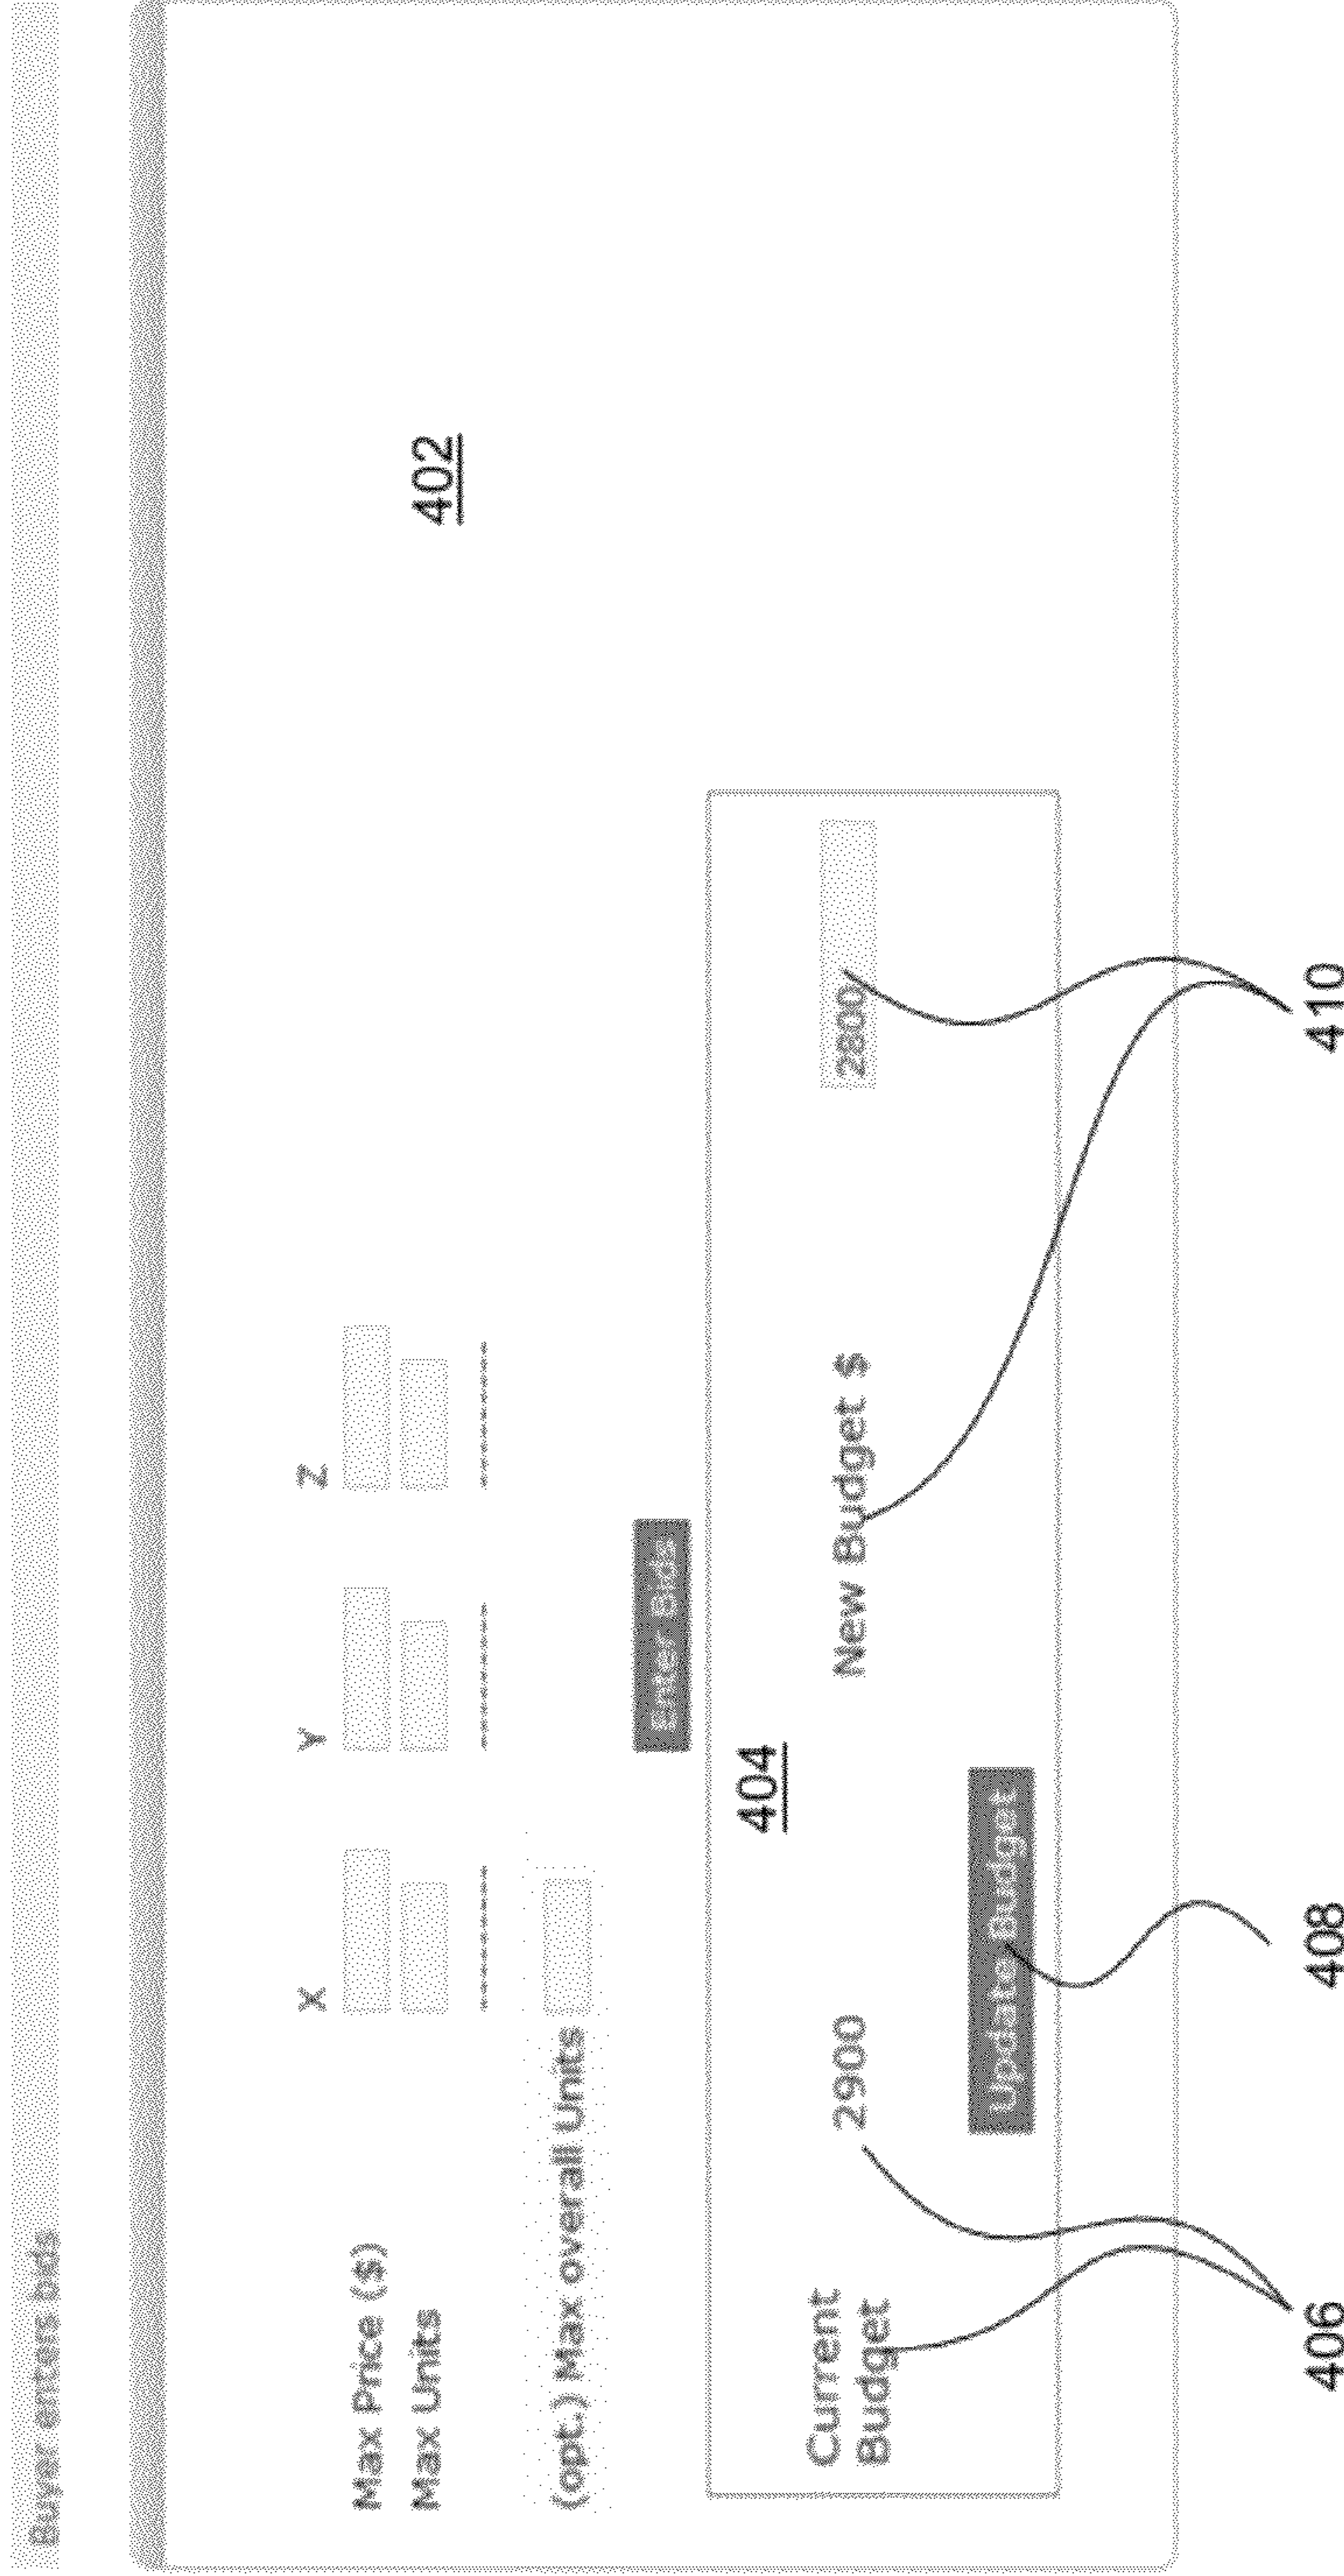 Buyer enters bids
402
X Y Z
Max Price ($)
Max Units
(opt.) Max overall Units
Enter Bids
404
Current
Budget
2900
New Budget $
2800
Update Budget
406
408
410